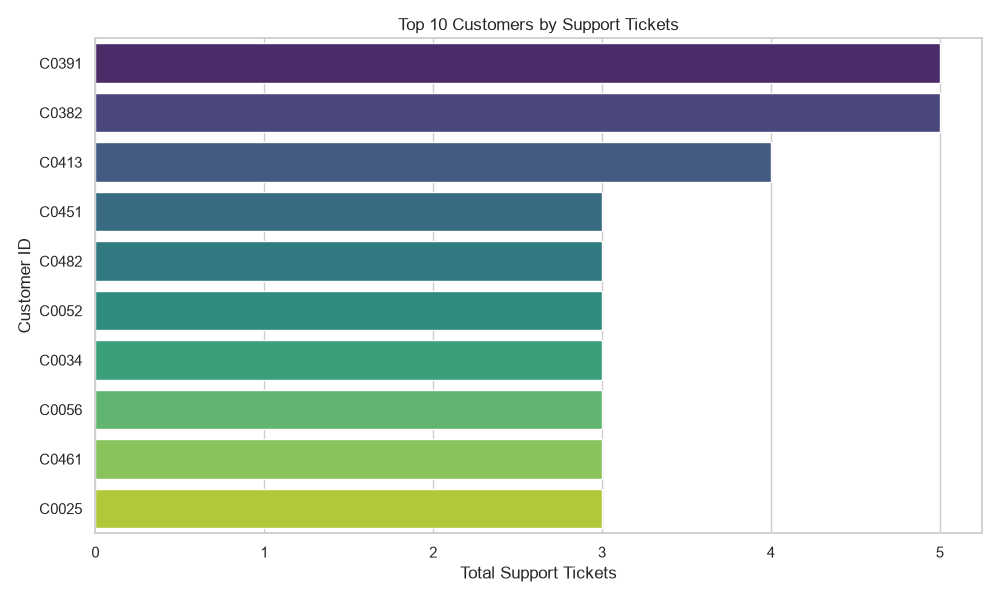 Top 10 Customers by Support Tickets
Customer ID
C0391
C0382
C0413
C0451
C0482
C0052
C0034
C0056
C0461
C0025
0 1 2 3 4 5
Total Support Tickets